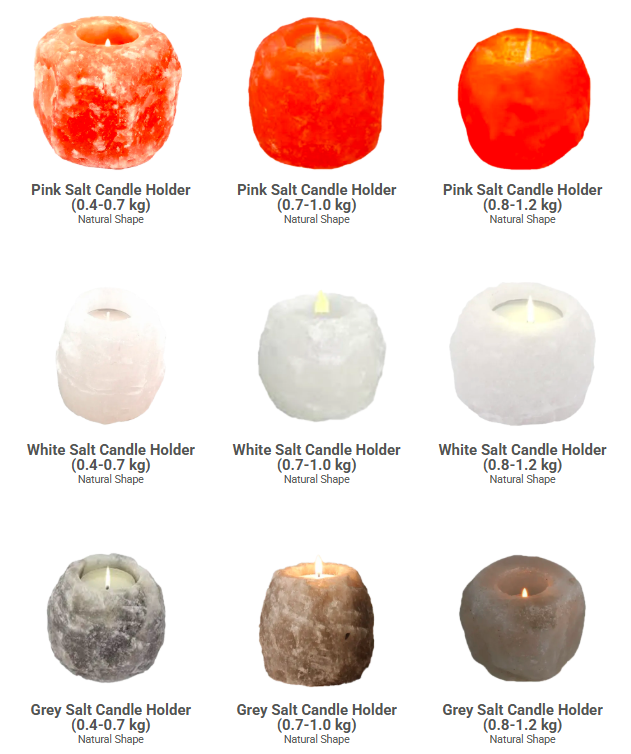 Pink Salt Candle Holder
(0.4-0.7 kg)
Natural Shape
Pink Salt Candle Holder
(0.7-1.0 kg)
Natural Shape
Pink Salt Candle Holder
(0.8-1.2 kg)
Natural Shape
White Salt Candle Holder
(0.4-0.7 kg)
Natural Shape
White Salt Candle Holder
(0.7-1.0 kg)
Natural Shape
White Salt Candle Holder
(0.8-1.2 kg)
Natural Shape
Grey Salt Candle Holder
(0.4-0.7 kg)
Natural Shape
Grey Salt Candle Holder
(0.7-1.0 kg)
Natural Shape
Grey Salt Candle Holder
(0.8-1.2 kg)
Natural Shape